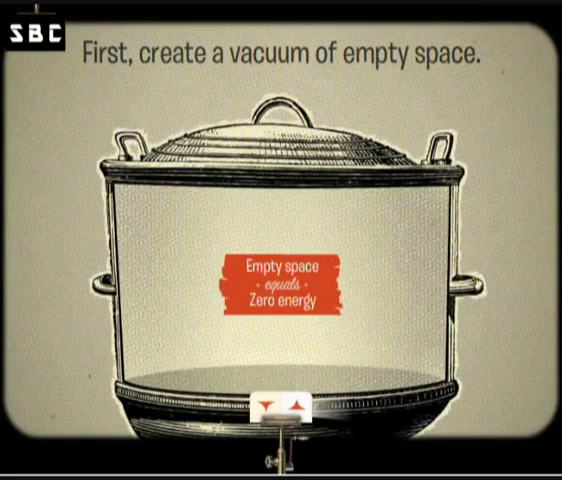 SBC
First, create a vacuum of empty space.
Empty space
• equals •
Zero energy